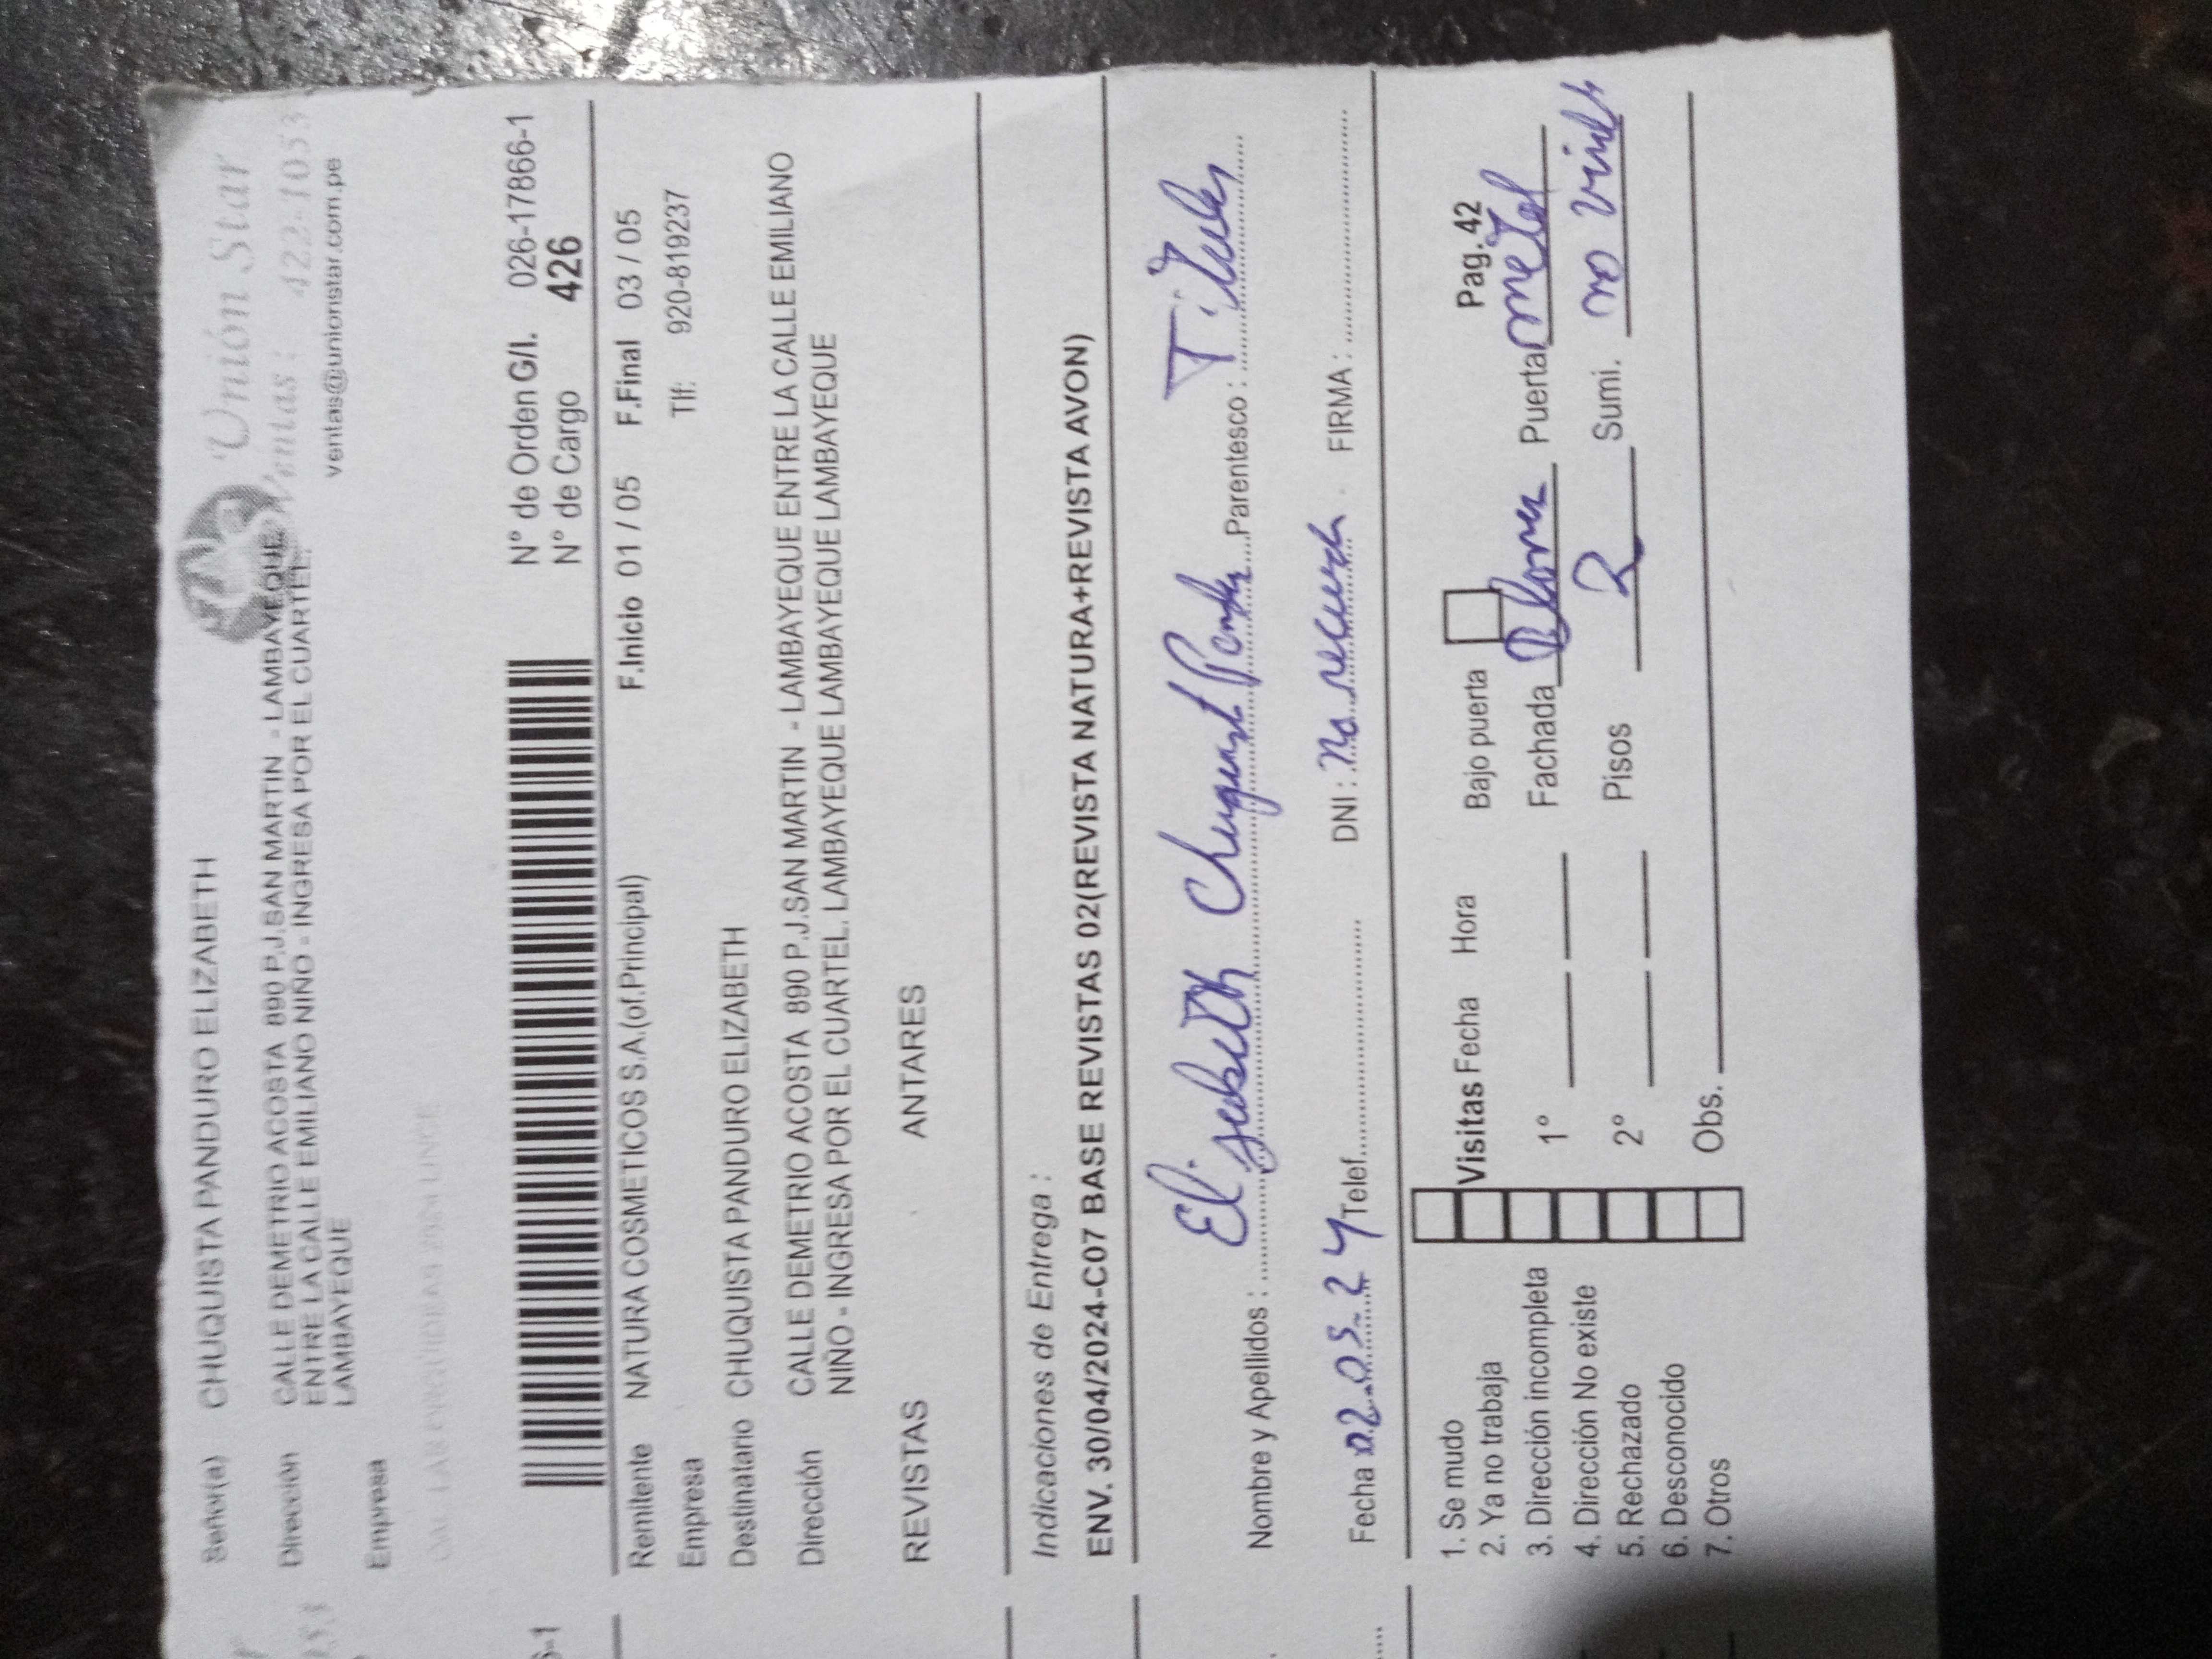 Unión Star
Ventas: 422-1053
ventas@unionstar.com.pe
Señor(a) CHUQUISTA PANDURO ELIZABETH
Dirección CALLE DEMETRIO ACOSTA 890 P.J.SAN MARTIN - LAMBAYEQUE
ENTRE LA CALLE EMILIANO NIÑO - INGRESA POR EL CUARTEL.
LAMBAYEQUE
Empresa
N° de Orden G/I. 026-17866-1
N° de Cargo 426
F.Inicio 01 / 05 F.Final 03 / 05
Remitente NATURA COSMETICOS S.A.(of.Principal)
Empresa Tlf: 920-819237
Destinatario CHUQUISTA PANDURO ELIZABETH
Dirección CALLE DEMETRIO ACOSTA 890 P.J.SAN MARTIN - LAMBAYEQUE ENTRE LA CALLE EMILIANO
NIÑO - INGRESA POR EL CUARTEL. LAMBAYEQUE LAMBAYEQUE LAMBAYEQUE
REVISTAS ANTARES
Indicaciones de Entrega :
ENV. 30/04/2024-C07 BASE REVISTAS 02(REVISTA NATURA+REVISTA AVON)
Nombre y Apellidos : Elizabeth Parentesco : Titular
Fecha 02.05.24 Telef. DNI : no recuerda FIRMA :
Pag. 42
1. Se mudo Visitas Fecha Hora Bajo puerta
2. Ya no trabaja
3. Dirección incompleta 1° Fachada Puerta metal
4. Dirección No existe
5. Rechazado 2° Pisos 2 Sumi. no
6. Desconocido
7. Otros Obs.